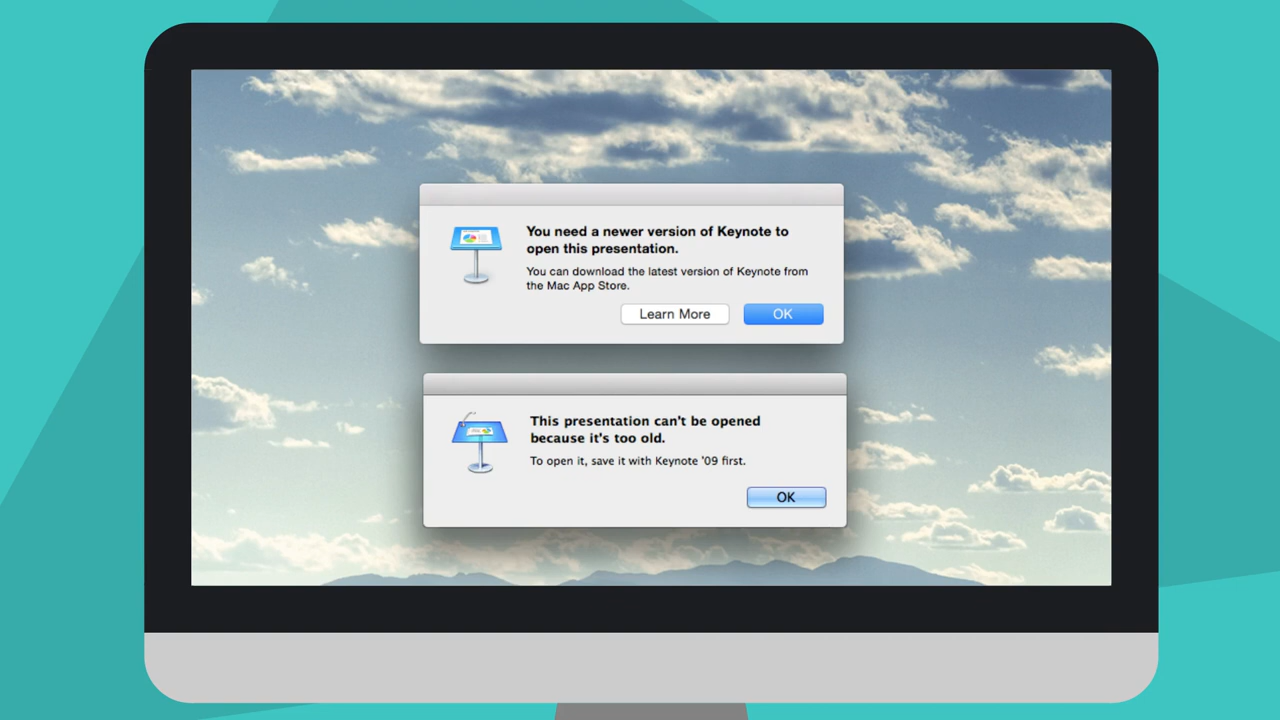 You need a newer version of Keynote to
open this presentation.
You can download the latest version of Keynote from
the Mac App Store.
Learn More
OK
This presentation can't be opened
because it's too old.
To open it, save it with Keynote '09 first.
OK